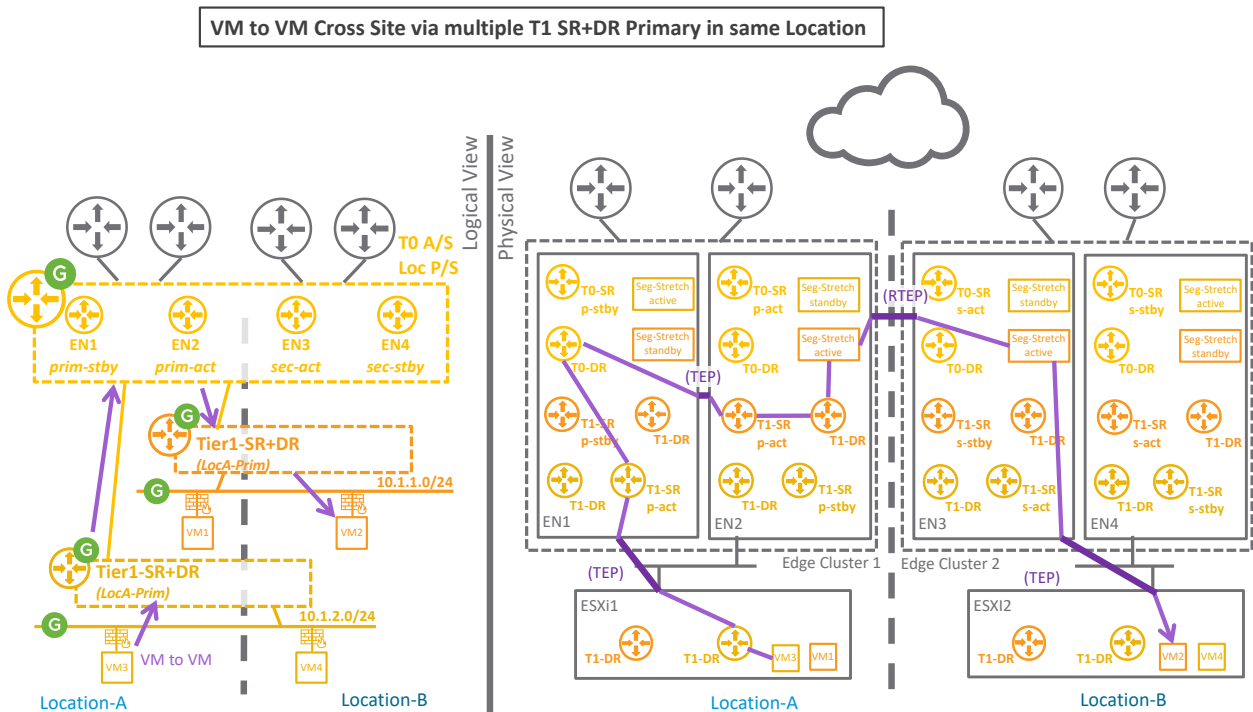 VM to VM Cross Site via multiple T1 SR+DR Primary in same Location
Logical View
Physical View
T0 A/S
Loc P/S
G
EN1
prim-stby
EN2
prim-act
EN3
sec-act
EN4
sec-stby
G
Tier1-SR+DR
(LocA-Prim)
10.1.1.0/24
G
VM1
VM2
G
Tier1-SR+DR
(LocA-Prim)
10.1.2.0/24
G
VM3
VM to VM
VM4
Location-A
Location-B
T0-SR
p-stby
Seg-Stretch
active
T0-DR
Seg-Stretch
standby
T1-SR
p-stby
T1-DR
T1-DR
T1-SR
p-act
EN1
(TEP)
T0-SR
p-act
Seg-Stretch
standby
T0-DR
Seg-Stretch
active
T1-SR
p-act
T1-DR
T1-DR
T1-SR
p-stby
EN2
Edge Cluster 1
(RTEP)
T0-SR
s-act
Seg-Stretch
standby
T0-DR
Seg-Stretch
active
T1-SR
s-stby
T1-DR
T1-DR
T1-SR
s-act
EN3
T0-SR
s-stby
Seg-Stretch
active
T0-DR
Seg-Stretch
standby
T1-SR
s-act
T1-DR
T1-DR
T1-SR
s-stby
EN4
Edge Cluster 2
(TEP)
ESXi1
T1-DR
T1-DR
VM3
VM1
Location-A
(TEP)
ESXI2
T1-DR
T1-DR
VM2
VM4
Location-B